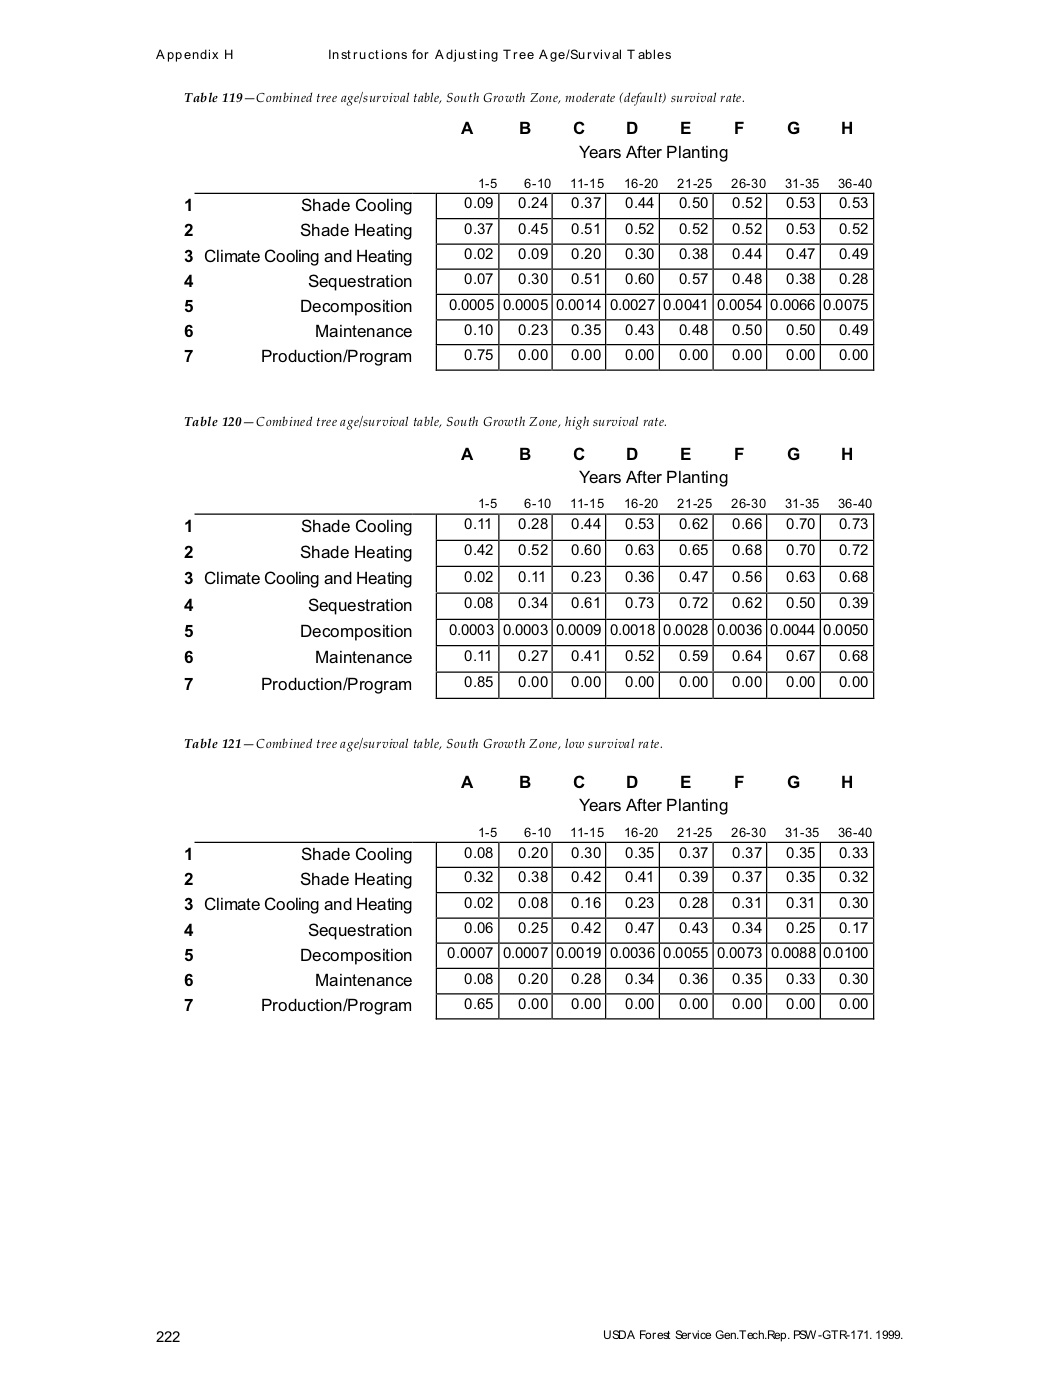 Appendix H Instructions for Adjusting Tree Age/Survival Tables
Table 119—Combined tree age/survival table, South Growth Zone, moderate (default) survival rate.
A B C D E F G H
Years After Planting
1-5 6-10 11-15 16-20 21-25 26-30 31-35 36-40
1 Shade Cooling 0.09 0.24 0.37 0.44 0.50 0.52 0.53 0.53
2 Shade Heating 0.37 0.45 0.51 0.52 0.52 0.52 0.53 0.52
3 Climate Cooling and Heating 0.02 0.09 0.20 0.30 0.38 0.44 0.47 0.49
4 Sequestration 0.07 0.30 0.51 0.60 0.57 0.48 0.38 0.28
5 Decomposition 0.0005 0.0005 0.0014 0.0027 0.0041 0.0054 0.0066 0.0075
6 Maintenance 0.10 0.23 0.35 0.43 0.48 0.50 0.50 0.49
7 Production/Program 0.75 0.00 0.00 0.00 0.00 0.00 0.00 0.00
Table 120—Combined tree age/survival table, South Growth Zone, high survival rate.
A B C D E F G H
Years After Planting
1-5 6-10 11-15 16-20 21-25 26-30 31-35 36-40
1 Shade Cooling 0.11 0.28 0.44 0.53 0.62 0.66 0.70 0.73
2 Shade Heating 0.42 0.52 0.60 0.63 0.65 0.68 0.70 0.72
3 Climate Cooling and Heating 0.02 0.11 0.23 0.36 0.47 0.56 0.63 0.68
4 Sequestration 0.08 0.34 0.61 0.73 0.72 0.62 0.50 0.39
5 Decomposition 0.0003 0.0003 0.0009 0.0018 0.0028 0.0036 0.0044 0.0050
6 Maintenance 0.11 0.27 0.41 0.52 0.59 0.64 0.67 0.68
7 Production/Program 0.85 0.00 0.00 0.00 0.00 0.00 0.00 0.00
Table 121—Combined tree age/survival table, South Growth Zone, low survival rate.
A B C D E F G H
Years After Planting
1-5 6-10 11-15 16-20 21-25 26-30 31-35 36-40
1 Shade Cooling 0.08 0.20 0.30 0.35 0.37 0.37 0.35 0.33
2 Shade Heating 0.32 0.38 0.42 0.41 0.39 0.37 0.35 0.32
3 Climate Cooling and Heating 0.02 0.08 0.16 0.23 0.28 0.31 0.31 0.30
4 Sequestration 0.06 0.25 0.42 0.47 0.43 0.34 0.25 0.17
5 Decomposition 0.0007 0.0007 0.0019 0.0036 0.0055 0.0073 0.0088 0.0100
6 Maintenance 0.08 0.20 0.28 0.34 0.36 0.35 0.33 0.30
7 Production/Program 0.65 0.00 0.00 0.00 0.00 0.00 0.00 0.00
222 USDA Forest Service Gen.Tech.Rep. PSW-GTR-171. 1999.